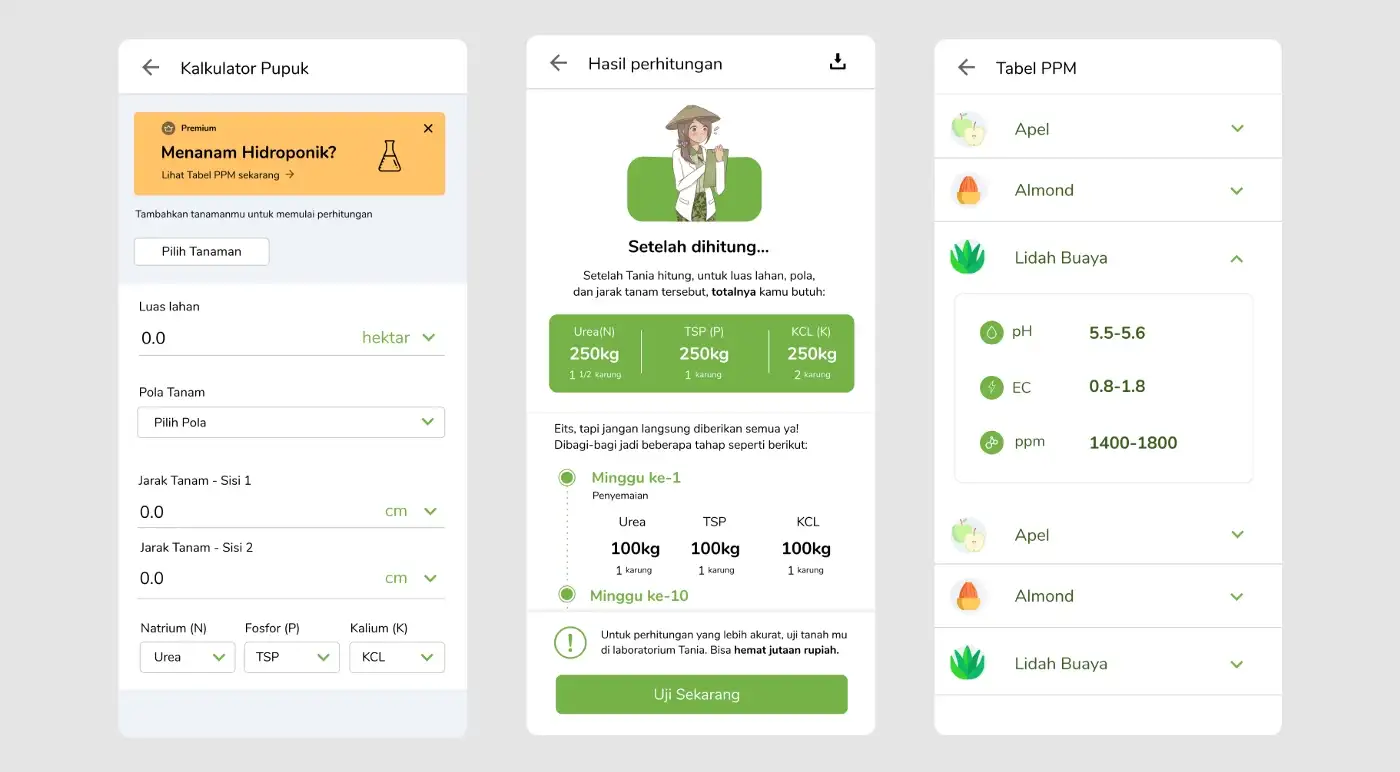 Kalkulator Pupuk
Premium
Menanam Hidroponik?
Lihat Tabel PPM sekarang →
Tambahkan tanamanmu untuk memulai perhitungan
Pilih Tanaman
Luas lahan
0.0 hektar
Pola Tanam
Pilih Pola
Jarak Tanam - Sisi 1
0.0 cm
Jarak Tanam - Sisi 2
0.0 cm
Natrium (N) Fosfor (P) Kalium (K)
Urea TSP KCL
Hasil perhitungan
Setelah dihitung...
Setelah Tania hitung, untuk luas lahan, pola,
dan jarak tanam tersebut, totalnya kamu butuh:
Urea(N) TSP (P) KCL (K)
250kg 250kg 250kg
1 1/2 karung 1 karung 2 karung
Eits, tapi jangan langsung diberikan semua ya!
Dibagi-bagi jadi beberapa tahap seperti berikut:
Minggu ke-1
Penyemaian
Urea TSP KCL
100kg 100kg 100kg
1 karung 1 karung 1 karung
Minggu ke-10
Untuk perhitungan yang lebih akurat, uji tanah mu
di laboratorium Tania. Bisa hemat jutaan rupiah.
Uji Sekarang
Tabel PPM
Apel
Almond
Lidah Buaya
pH 5.5-5.6
EC 0.8-1.8
ppm 1400-1800
Apel
Almond
Lidah Buaya